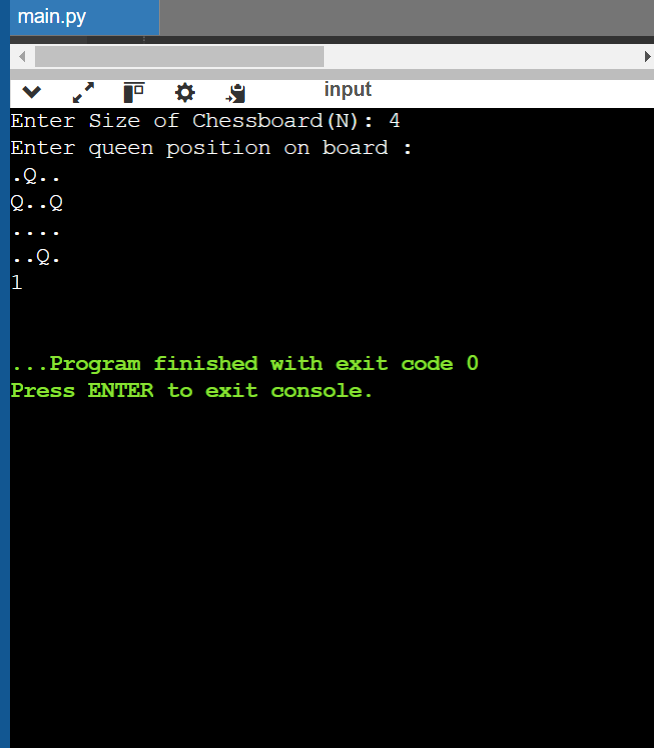 main.py
input
Enter Size of Chessboard(N): 4
Enter queen position on board :
.Q..
Q..Q
....
..Q.
1
...Program finished with exit code 0
Press ENTER to exit console.